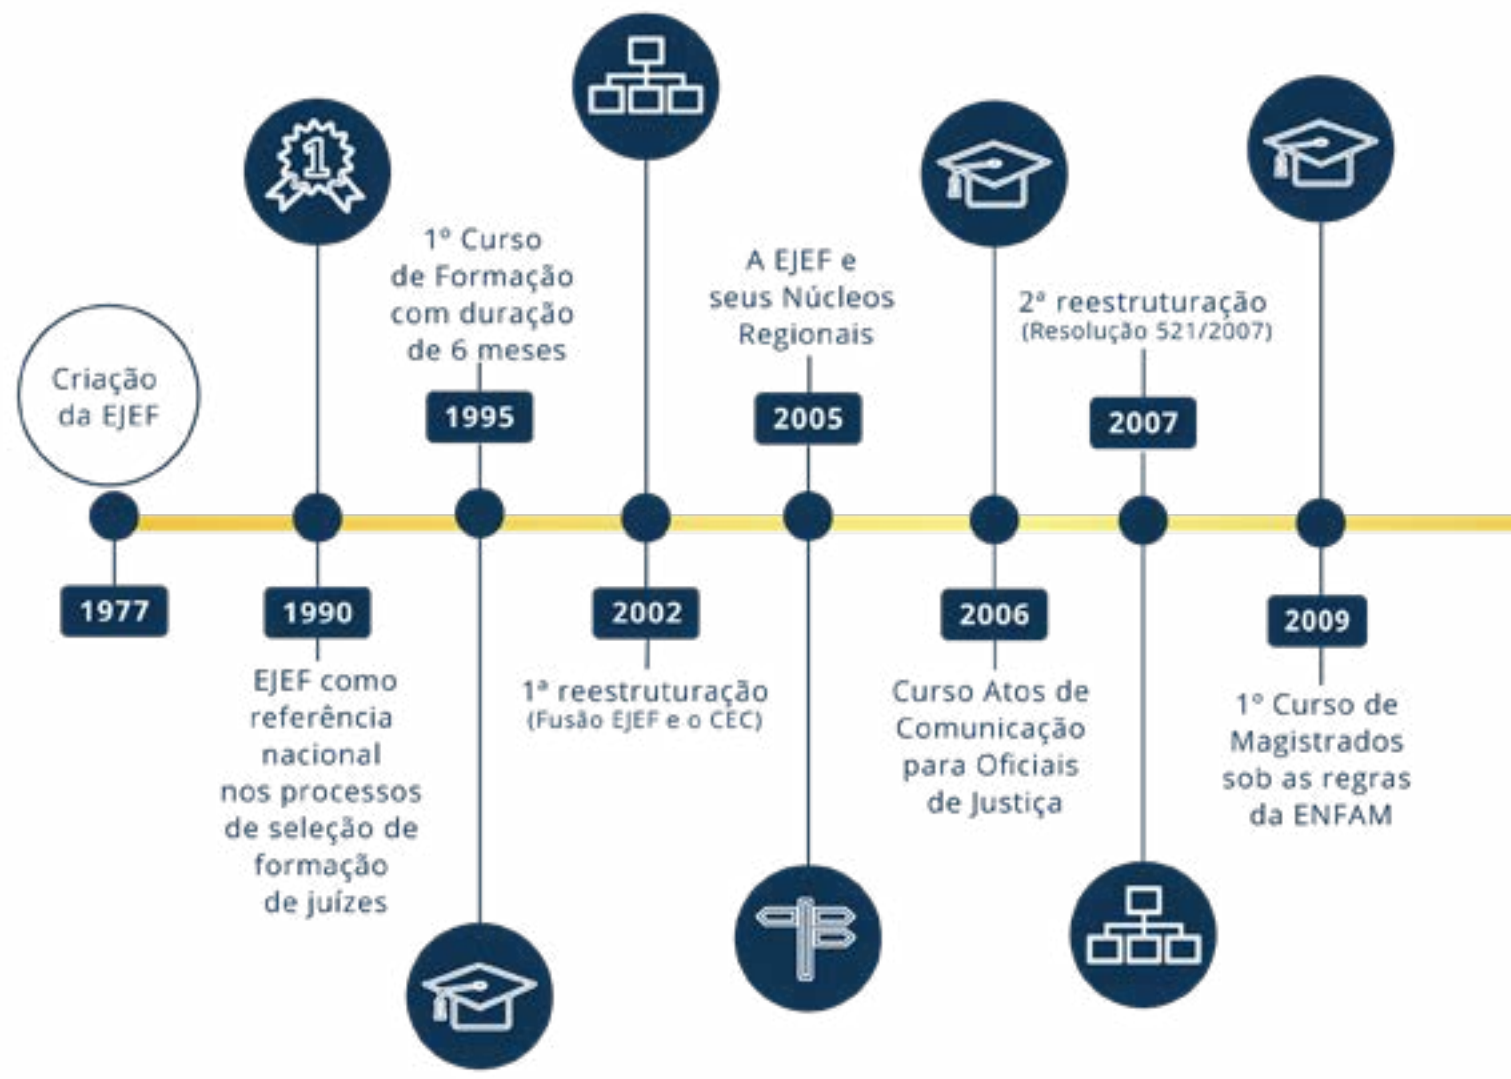 Criação
da EJEF
1977
1
1990
EJEF como
referência
nacional
nos processos
de seleção de
formação
de juízes
1º Curso
de Formação
com duração
de 6 meses
1995
2002
1ª reestruturação
(Fusão EJEF e o CEC)
A EJEF e
seus Núcleos
Regionais
2005
2006
Curso Atos de
Comunicação
para Oficiais
de Justiça
2ª reestruturação
(Resolução 521/2007)
2007
2009
1º Curso de
Magistrados
sob as regras
da ENFAM